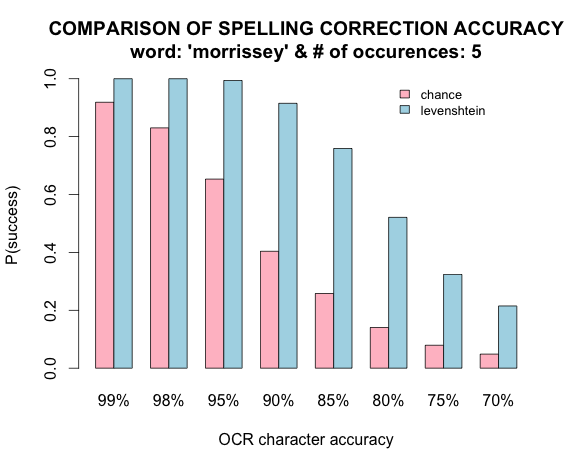 COMPARISON OF SPELLING CORRECTION ACCURACY
word: 'morrissey' & # of occurences: 5
chance
levenshtein
P(success)
1.0
0.8
0.6
0.4
0.2
0.0
99% 98% 95% 90% 85% 80% 75% 70%
OCR character accuracy